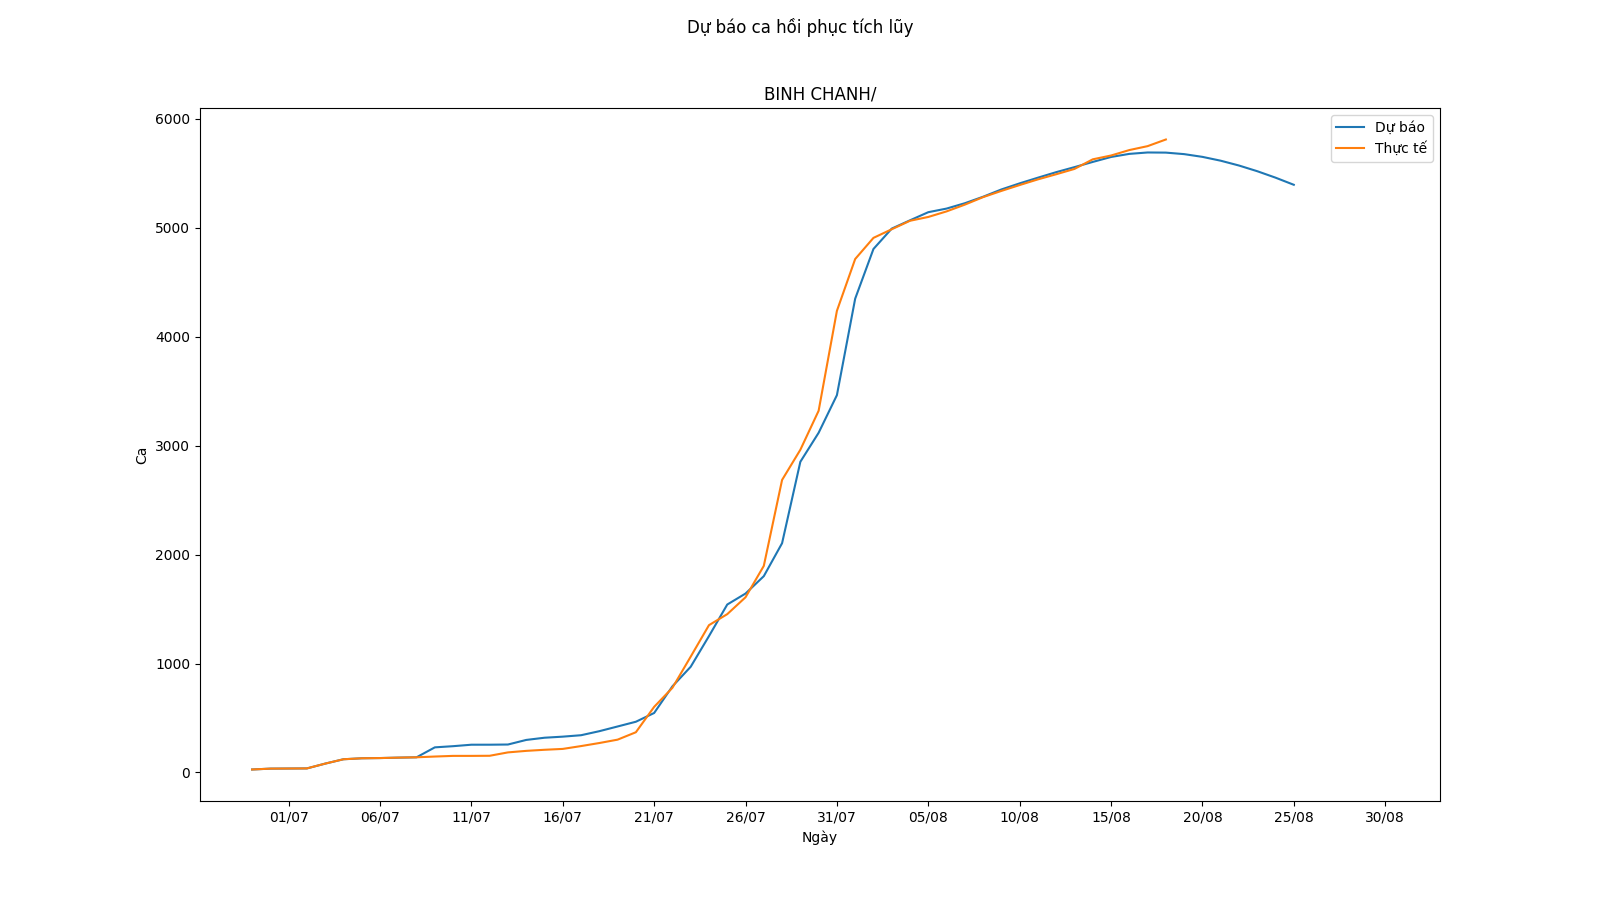 Dự báo ca hồi phục tích lũy
BINH CHANH/
6000
5000
4000
3000
2000
1000
0
Ca
Dự báo
Thực tế
01/07 06/07 11/07 16/07 21/07 26/07 31/07 05/08 10/08 15/08 20/08 25/08 30/08
Ngày